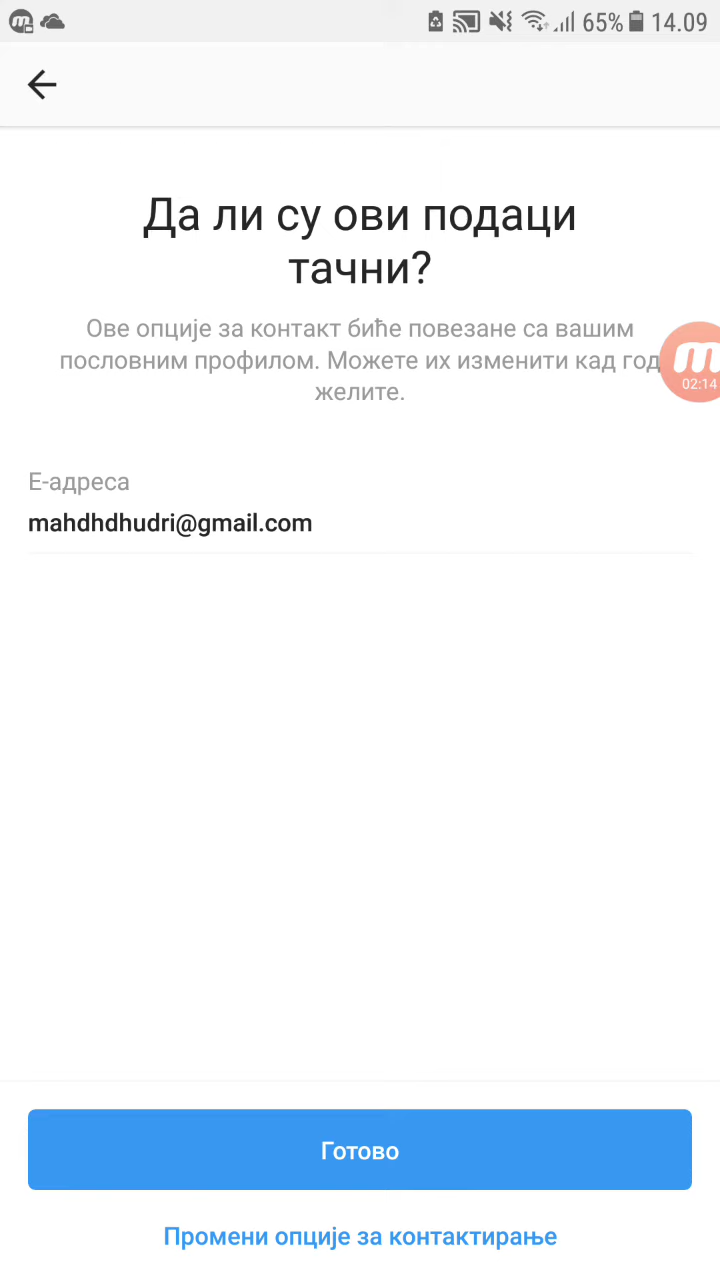 65% 14.09
Да ли су ови подаци
тачни?
Ове опције за контакт биће повезане са вашим
пословним профилом. Можете их изменити кад год
желите.
02:14
Е-адреса
mahdhdhudri@gmail.com
Готово
Промени опције за контактирање